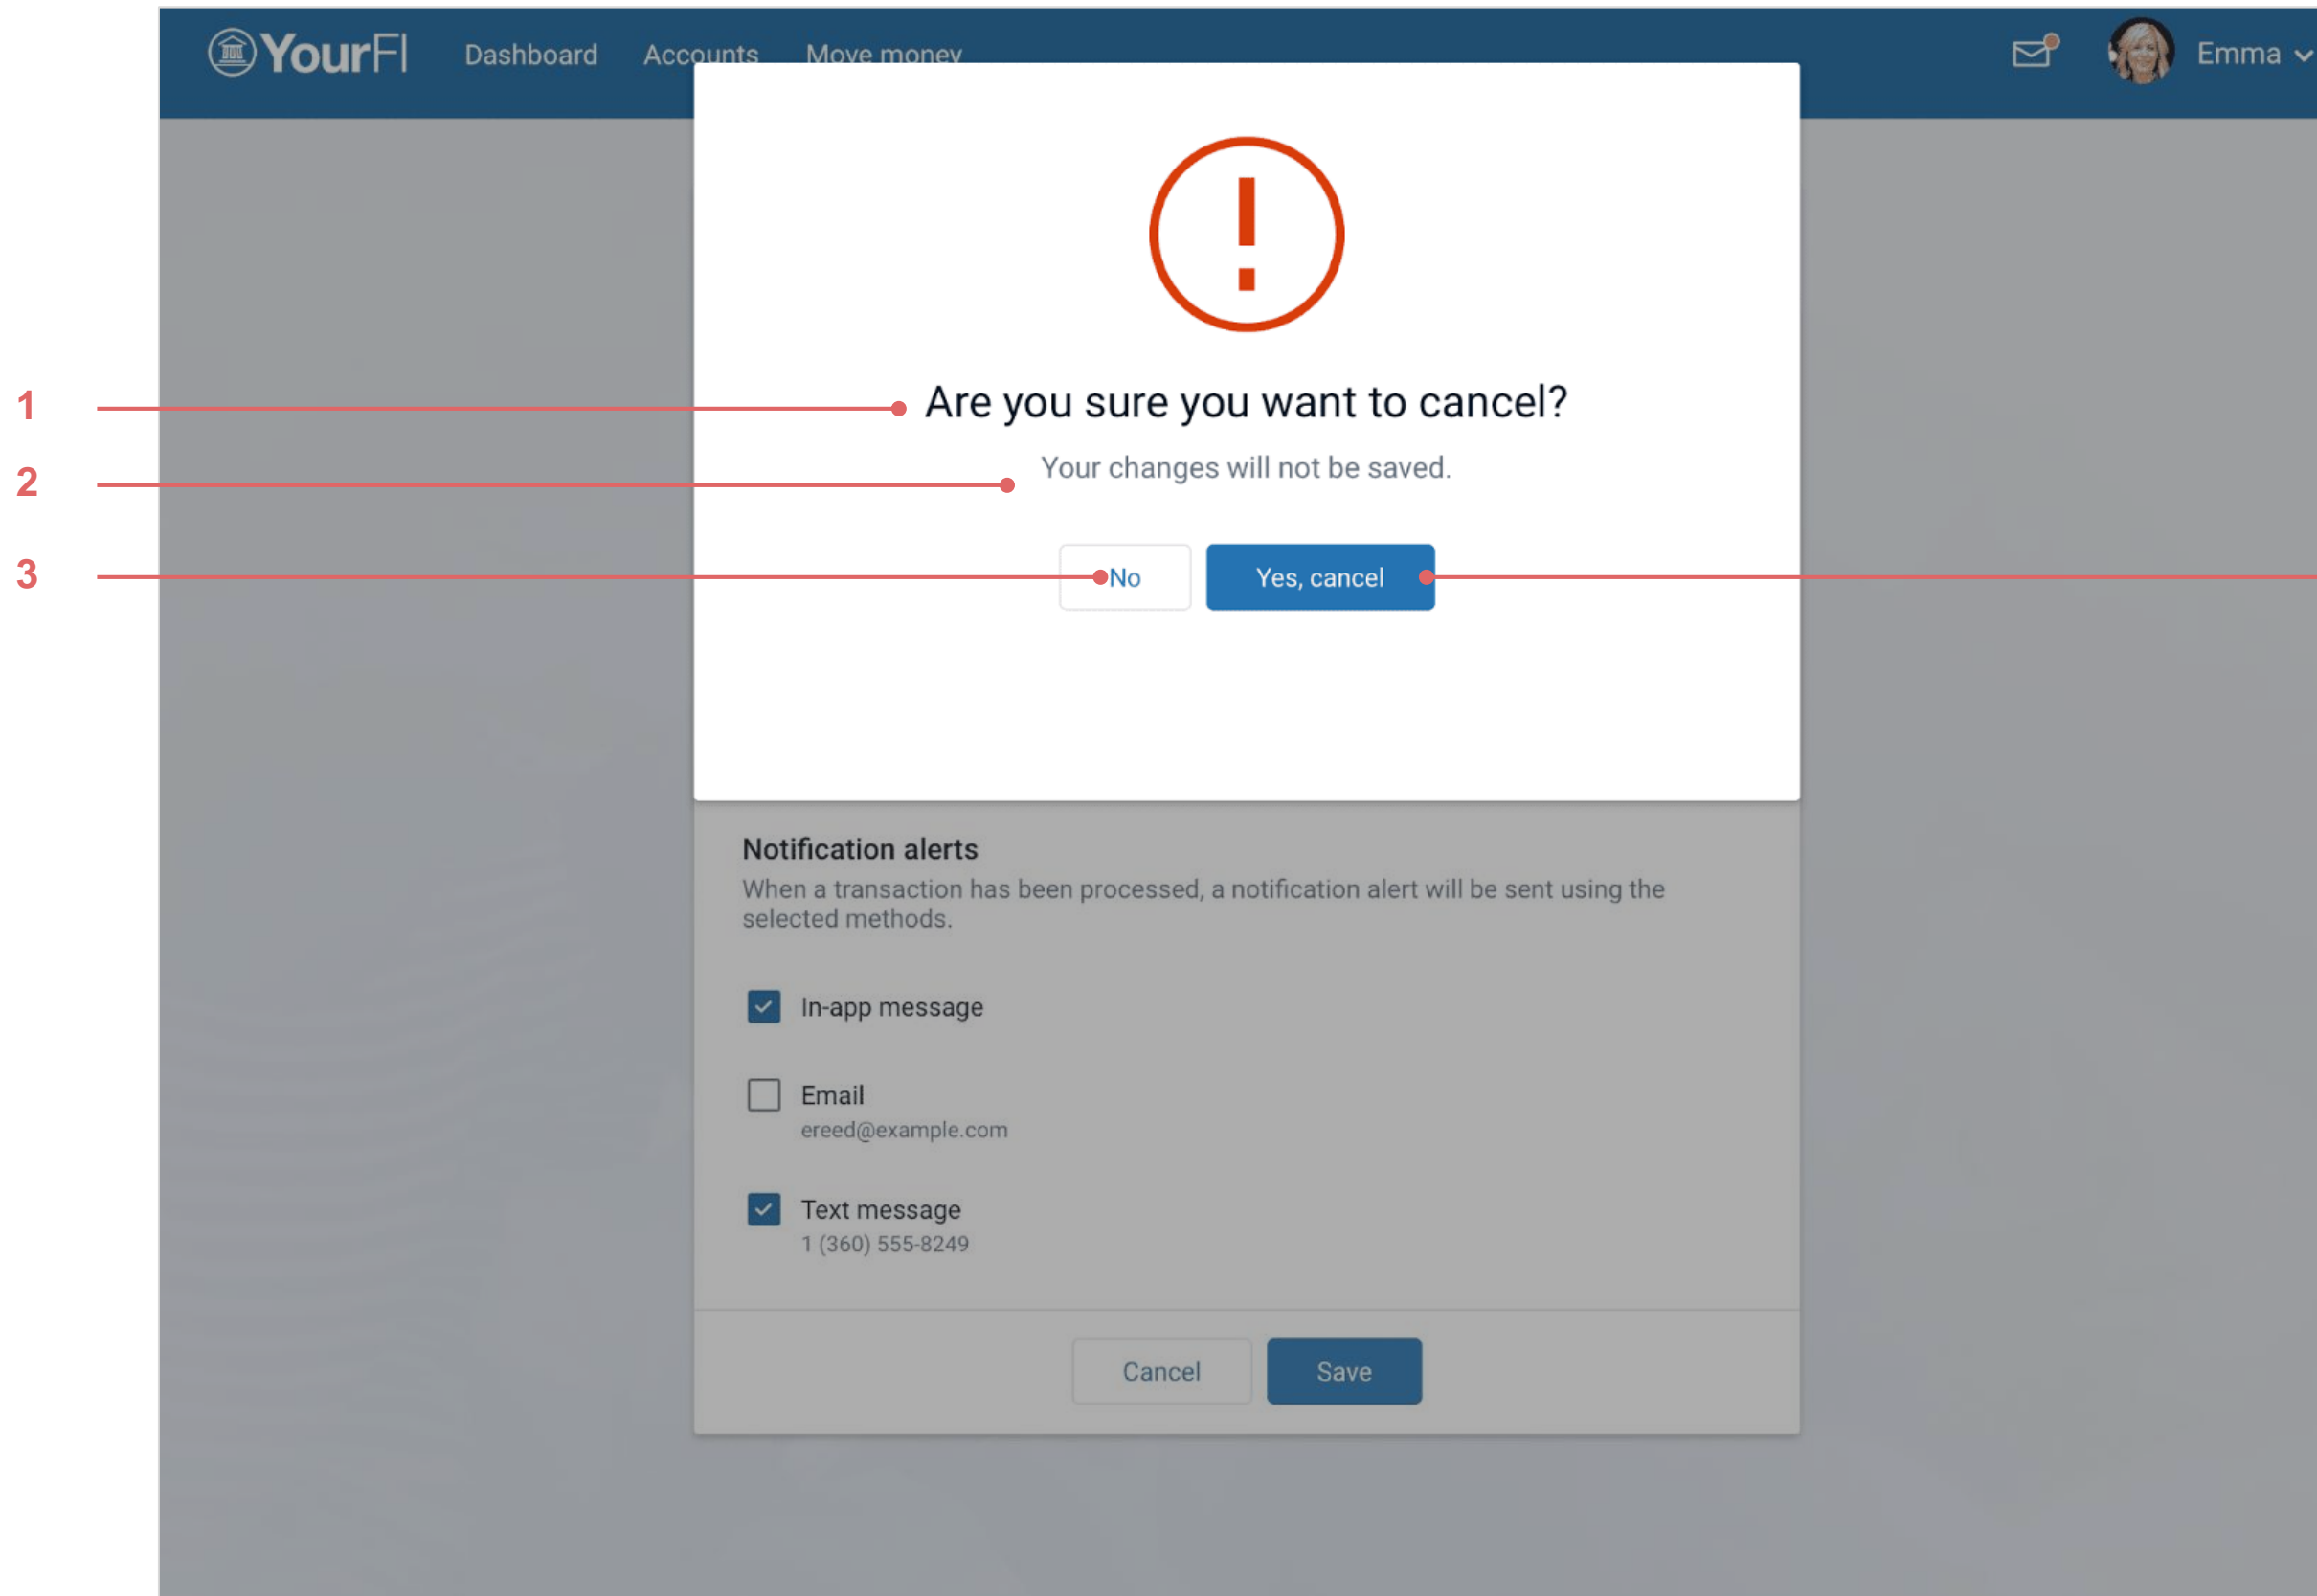 YourFI Dashboard Accounts Move money Emma
!
1 Are you sure you want to cancel?
2 Your changes will not be saved.
3 No Yes, cancel
Notification alerts
When a transaction has been processed, a notification alert will be sent using the
selected methods.
In-app message
Email
ereed@example.com
Text message
1 (360) 555-8249
Cancel Save